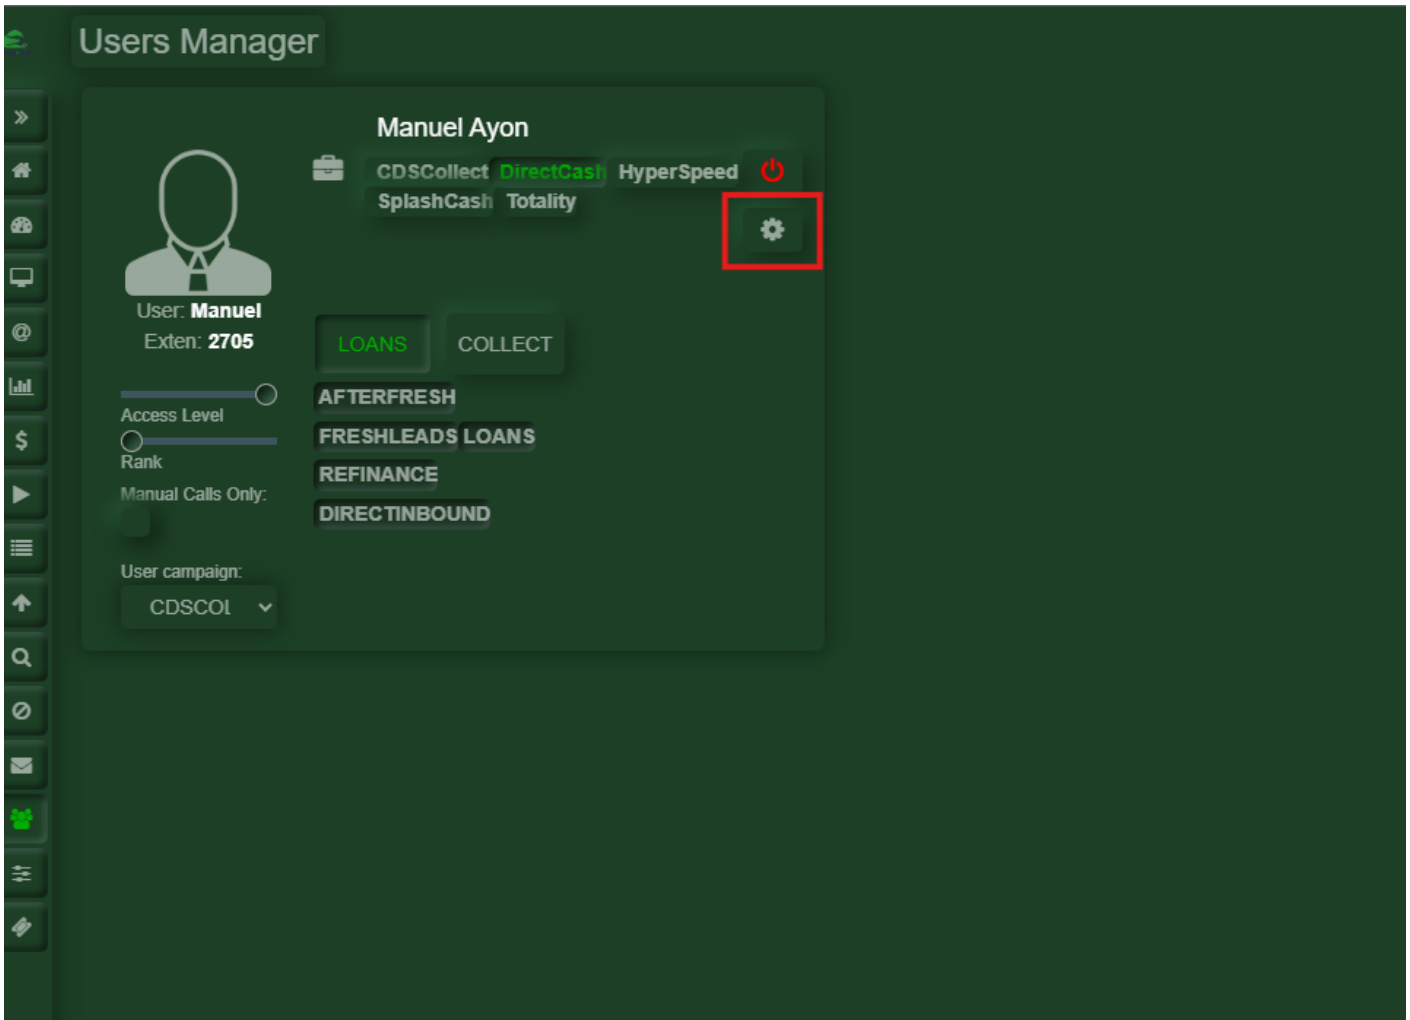 Users Manager
Manuel Ayon
CDSCollect DirectCash HyperSpeed
SplashCash Totality
User: Manuel
Exten: 2705
LOANS COLLECT
Access Level
Rank
Manual Calls Only:
User campaign:
CDSCOL
AFTERFRESH
FRESHLEADS LOANS
REFINANCE
DIRECTINBOUND